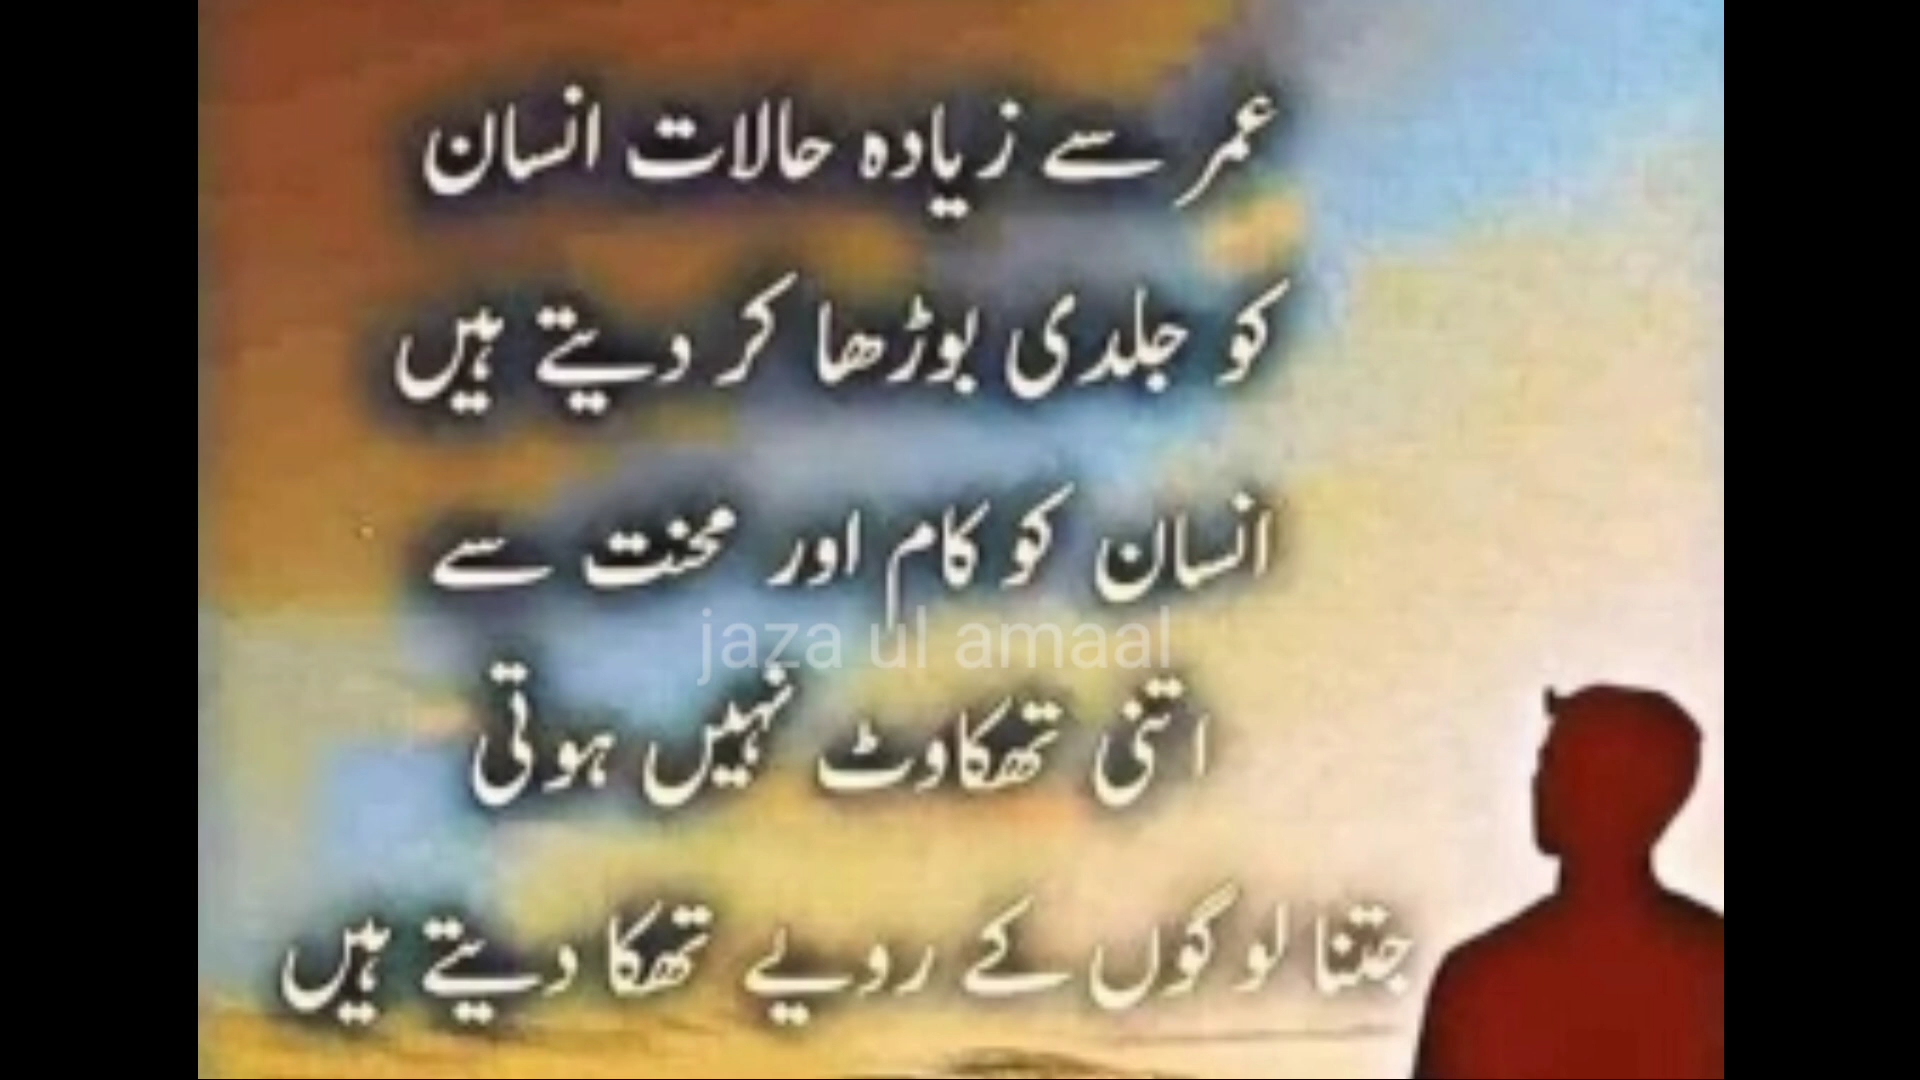 عمر سے زیادہ حالات انسان
کو جلدی بوڑھا کر دیتے ہیں
انسان کو کام اور محنت سے
jaza ul amaal
اتنی تھکاوٹ نہیں ہوتی
جتنا لوگوں کے رویے تھکا دیتے ہیں